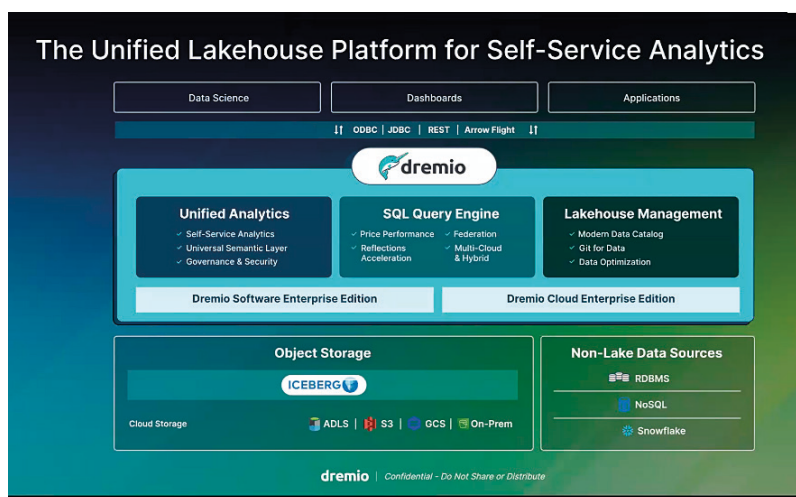 The Unified Lakehouse Platform for Self-Service Analytics
Data Science
Dashboards
Applications
ODBC | JDBC | REST | Arrow Flight
dremio
Unified Analytics
✓ Self-Service Analytics
✓ Universal Semantic Layer
✓ Governance & Security
SQL Query Engine
✓ Price Performance
✓ Reflections
Acceleration
✓ Federation
✓ Multi-Cloud
& Hybrid
Lakehouse Management
✓ Modern Data Catalog
✓ Git for Data
✓ Data Optimization
Dremio Software Enterprise Edition
Dremio Cloud Enterprise Edition
Object Storage
ICEBERG
Cloud Storage
ADLS | S3 | GCS | On-Prem
Non-Lake Data Sources
RDBMS
NoSQL
Snowflake
dremio | Confidential - Do Not Share or Distribute